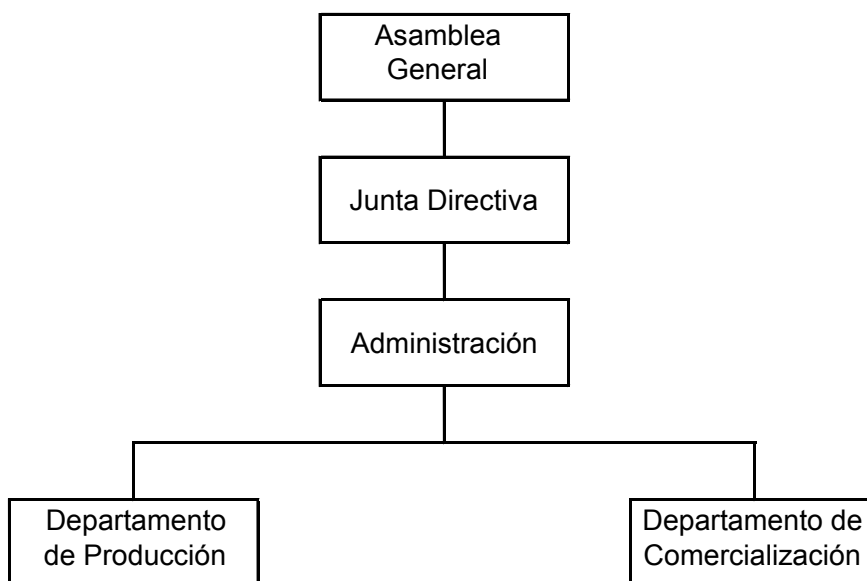 Asamblea
General
Junta Directiva
Administración
Departamento
de Producción
Departamento de
Comercialización